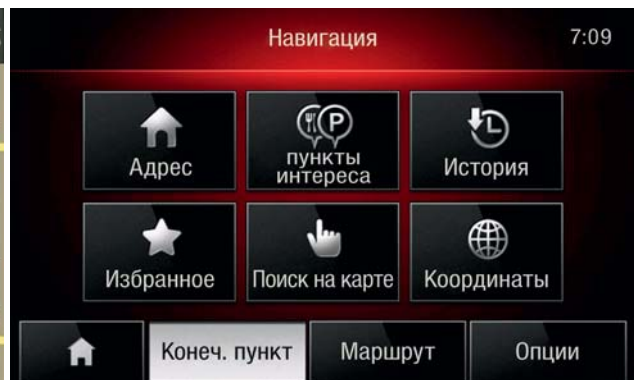 Навигация 7:09
Адрес
пункты
интереса
История
Избранное
Поиск на карте
Координаты
Конеч. пункт
Маршрут
Опции